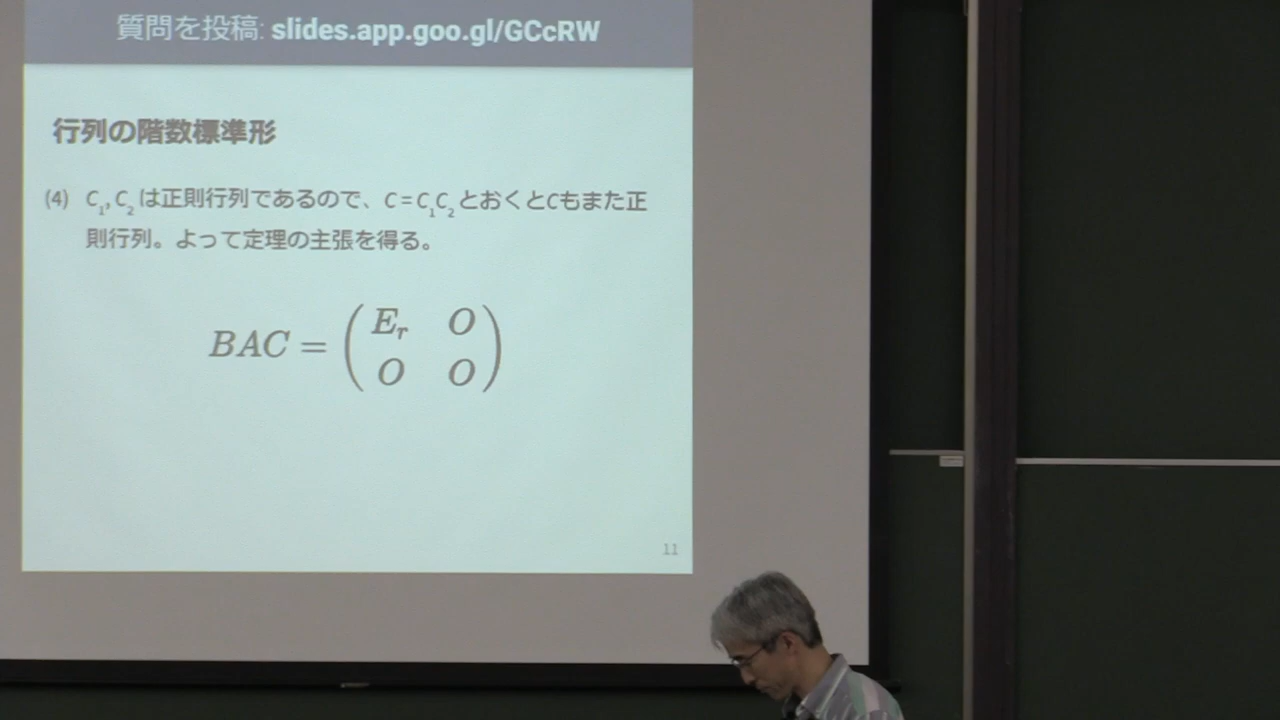 質問を投稿: slides.app.goo.gl/GCcRW
行列の階数標準形
(4) C₁, C₂ は正則行列であるので、C = C₁C₂ とおくとCもまた正
則行列。よって定理の主張を得る。
BAC = ( E_r O
O O )
11